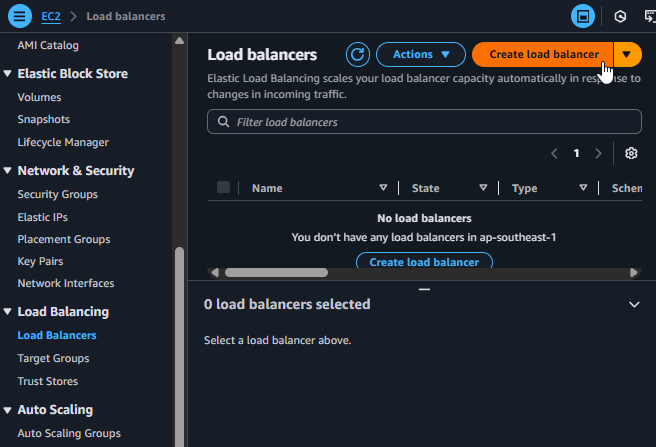 EC2 > Load balancers
AMI Catalog
Elastic Block Store
Volumes
Snapshots
Lifecycle Manager
Network & Security
Security Groups
Elastic IPs
Placement Groups
Key Pairs
Network Interfaces
Load Balancing
Load Balancers
Target Groups
Trust Stores
Auto Scaling
Auto Scaling Groups
Load balancers
Actions
Create load balancer
Elastic Load Balancing scales your load balancer capacity automatically in response to
changes in incoming traffic.
Filter load balancers
1
Name State Type Schem
No load balancers
You don't have any load balancers in ap-southeast-1
Create load balancer
0 load balancers selected
Select a load balancer above.